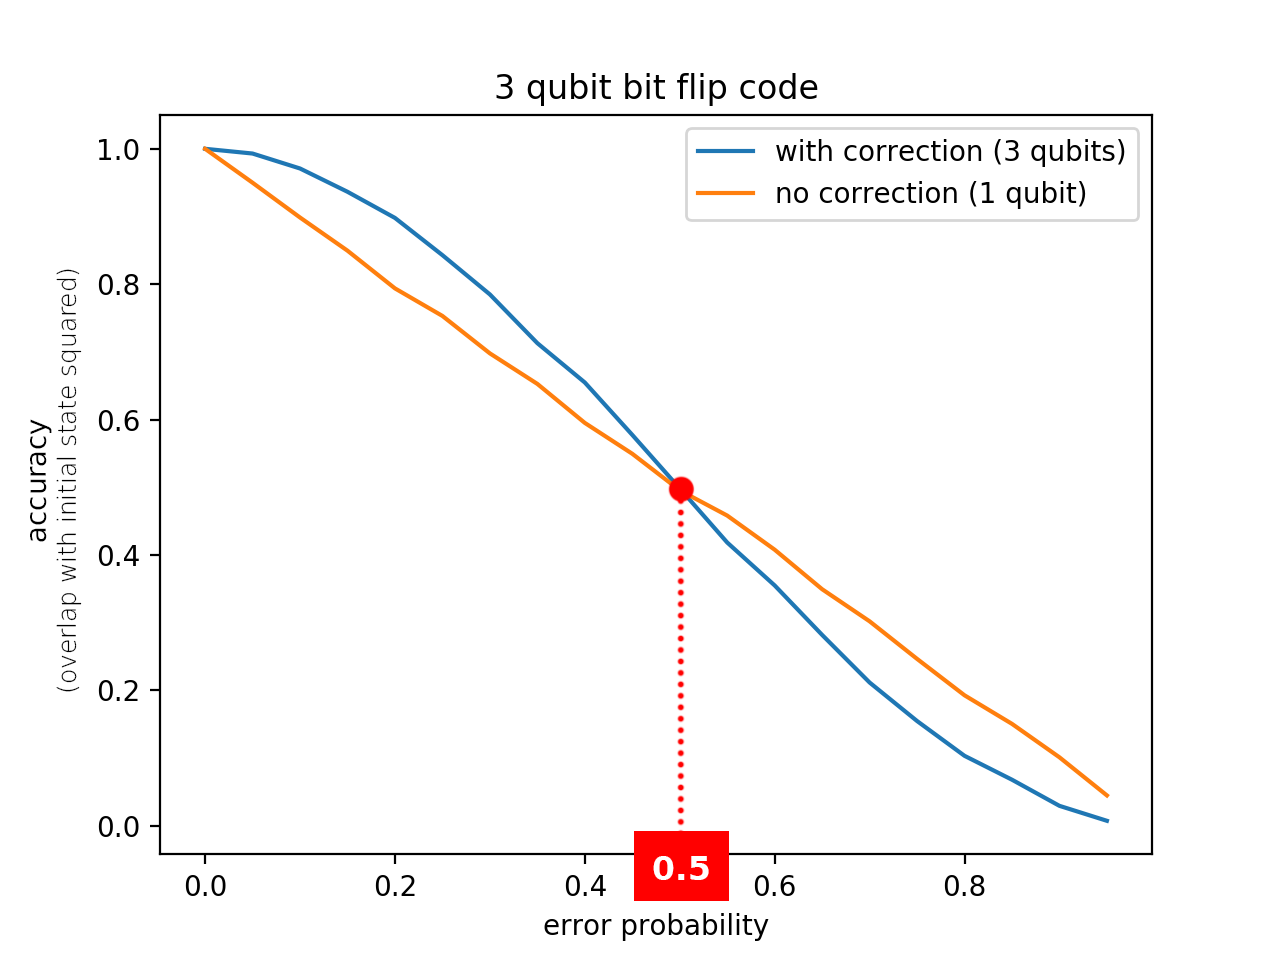 3 qubit bit flip code
with correction (3 qubits)
no correction (1 qubit)
accuracy
(overlap with initial state squared)
1.0
0.8
0.6
0.4
0.2
0.0
0.0 0.2 0.4 0.5 0.6 0.8
error probability